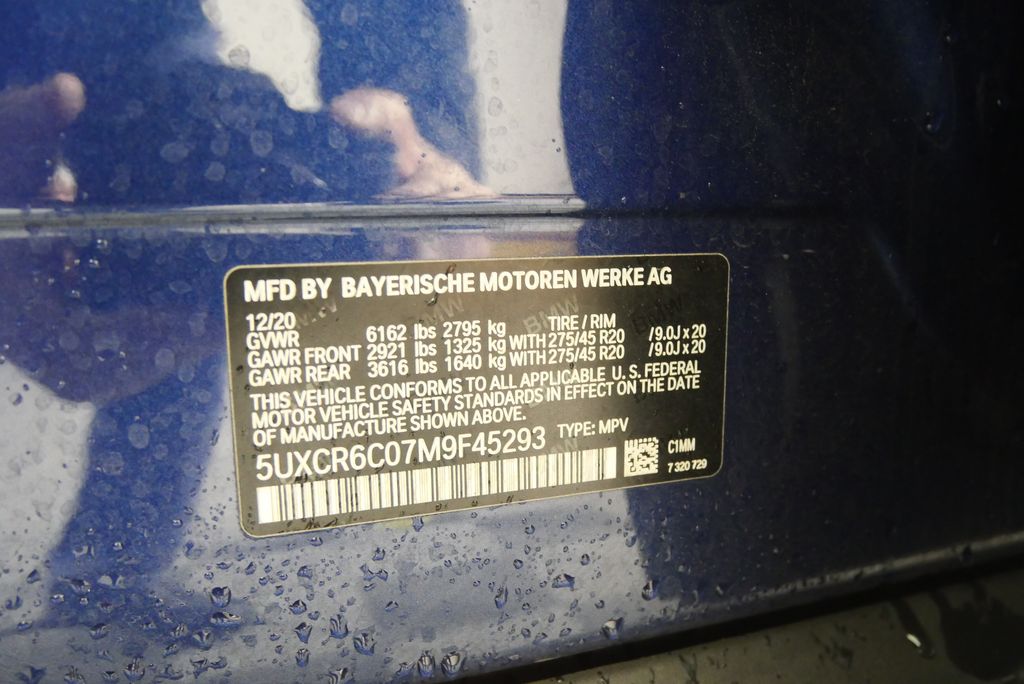 MFD BY BAYERISCHE MOTOREN WERKE AG
12/20 TIRE / RIM
GVWR 6162 lbs 2795 kg
GAWR FRONT 2921 lbs 1325 kg WITH 275/45 R20 /9.0J x 20
GAWR REAR 3616 lbs 1640 kg WITH 275/45 R20 /9.0J x 20
THIS VEHICLE CONFORMS TO ALL APPLICABLE U.S. FEDERAL
MOTOR VEHICLE SAFETY STANDARDS IN EFFECT ON THE DATE
OF MANUFACTURE SHOWN ABOVE.
5UXCR6C07M9F45293 TYPE: MPV
C1MM
7 320 729
BMW